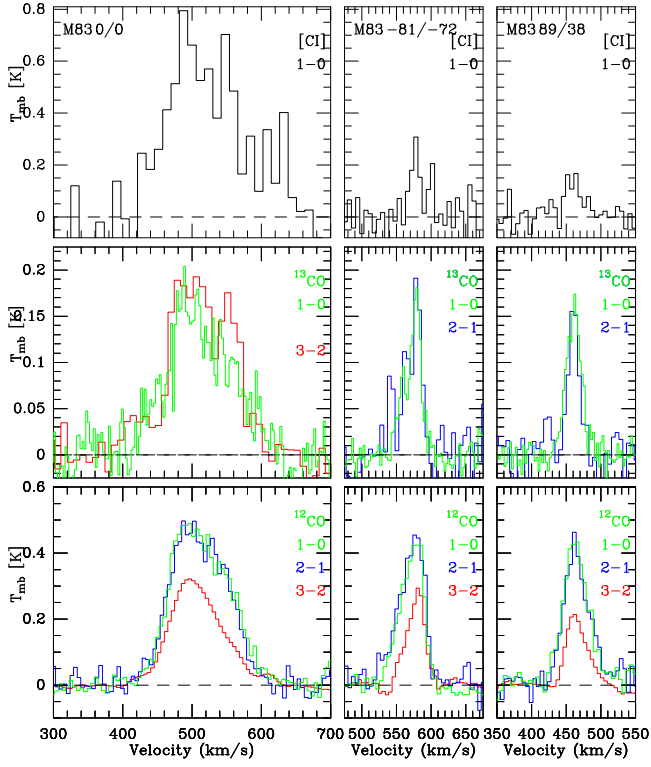 M83 0/0
[CI]
1-0
M83 -81/-72
[CI]
1-0
M83 89/38
[CI]
1-0
0.8
0.6
0.4
0.2
0
T_mb [K]
¹³CO
1-0
3-2
¹³CO
1-0
2-1
¹³CO
1-0
2-1
0.2
0.15
0.1
0.05
0
T_mb [K]
¹²CO
1-0
2-1
3-2
¹²CO
1-0
2-1
3-2
¹²CO
1-0
2-1
3-2
0.6
0.4
0.2
0
T_mb [K]
300 400 500 600 700
500 550 600 650
350 400 450 500 550
Velocity (km/s)
Velocity (km/s)
Velocity (km/s)